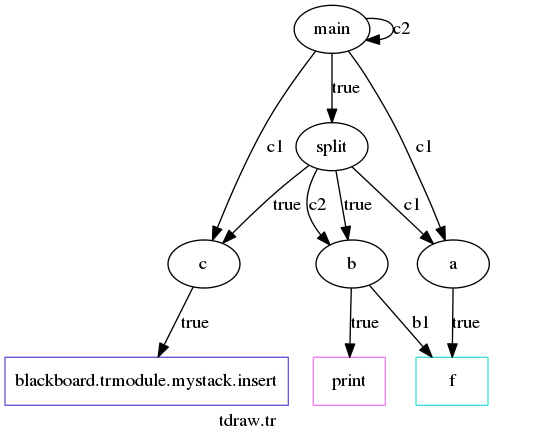 main
c2
true
split
c1
c1
true
c2
true
c1
c
b
a
true
true
b1
true
blackboard.trmodule.mystack.insert
print
f
tdraw.tr